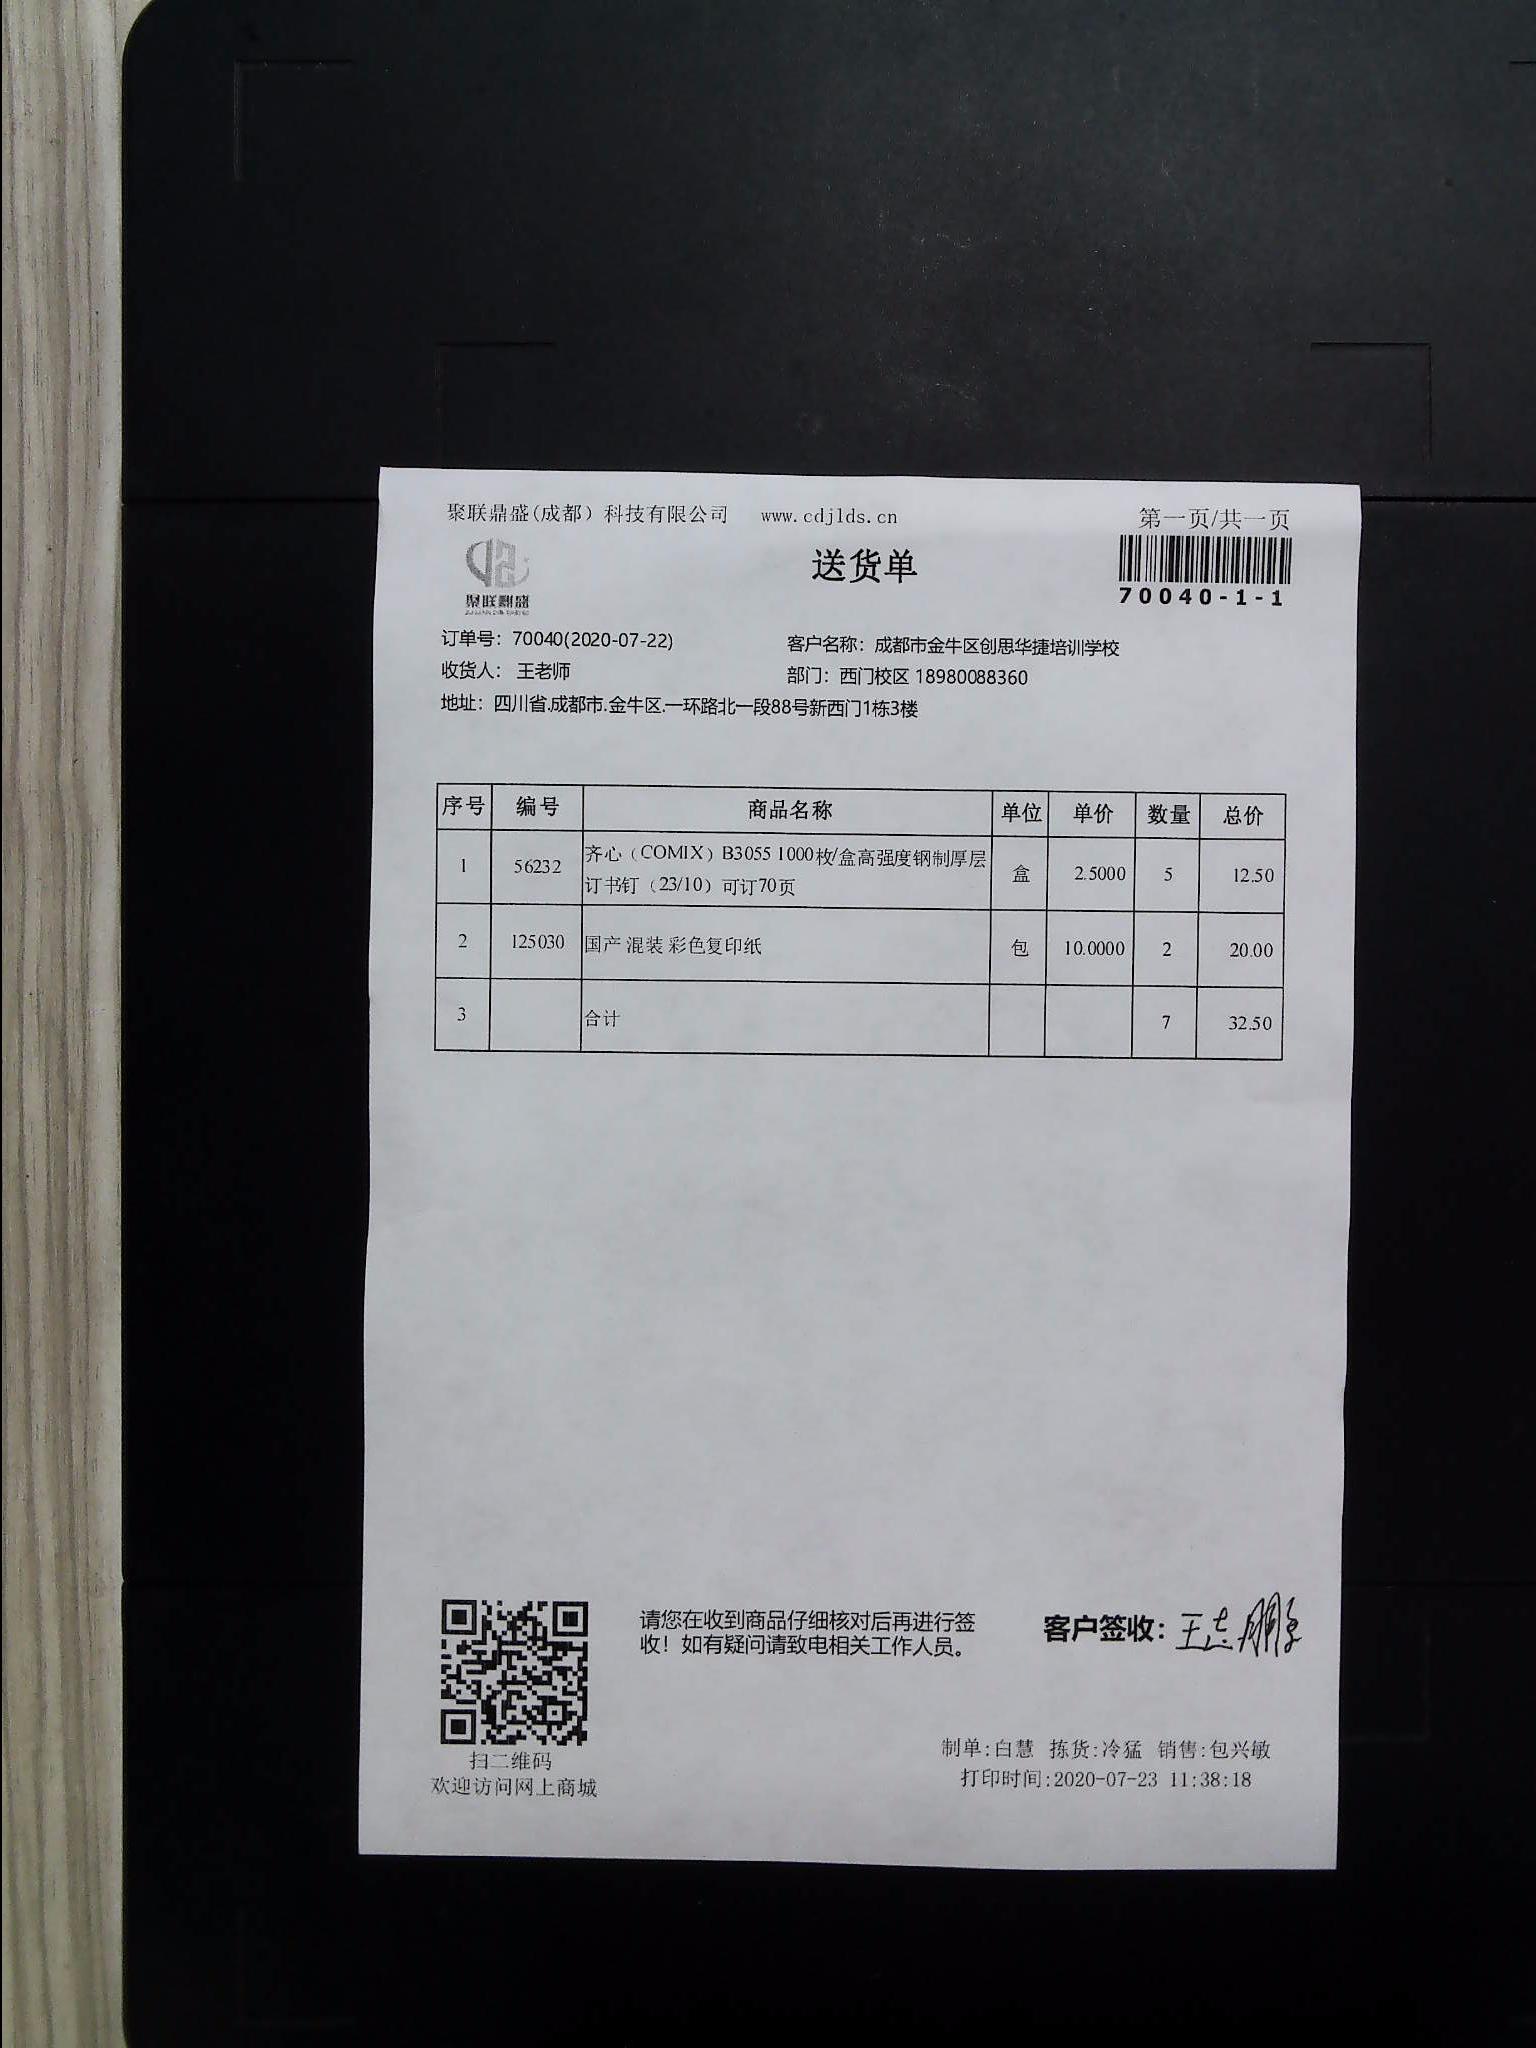 聚联鼎盛(成都）科技有限公司 www.cdjlds.cn 第一页/共一页
聚联鼎盛
送货单
70040-1-1
订单号：70040(2020-07-22) 客户名称：成都市金牛区创思华捷培训学校
收货人：王老师 部门：西门校区 18980088360
地址：四川省.成都市.金牛区.一环路北一段88号新西门1栋3楼
序号 编号 商品名称 单位 单价 数量 总价
1 56232 齐心（COMIX）B3055 1000枚/盒高强度钢制厚层 盒 2.5000 5 12.50
订书钉（23/10）可订70页
2 125030 国产 混装 彩色复印纸 包 10.0000 2 20.00
3 合计 7 32.50
请您在收到商品仔细核对后再进行签
收！如有疑问请致电相关工作人员。
客户签收：王志鹏
扫二维码
欢迎访问网上商城
制单:白慧 拣货:冷猛 销售:包兴敏
打印时间:2020-07-23 11:38:18